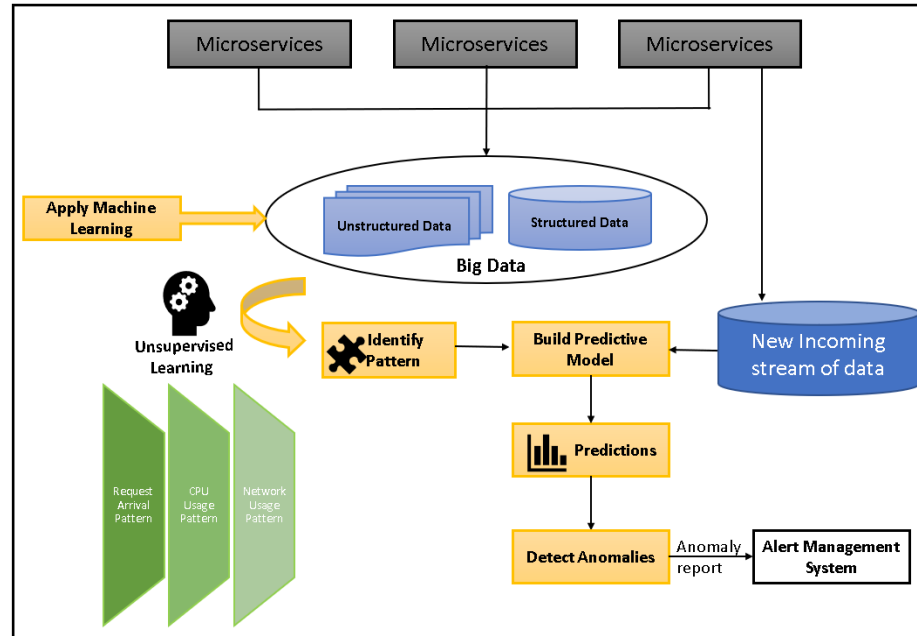 Microservices
Microservices
Microservices
Apply Machine
Learning
Unstructured Data
Structured Data
Big Data
Unsupervised
Learning
Identify
Pattern
Build Predictive
Model
New Incoming
stream of data
Predictions
Request
Arrival
Pattern
CPU
Usage
Pattern
Network
Usage
Pattern
Detect Anomalies
Anomaly
report
Alert Management
System